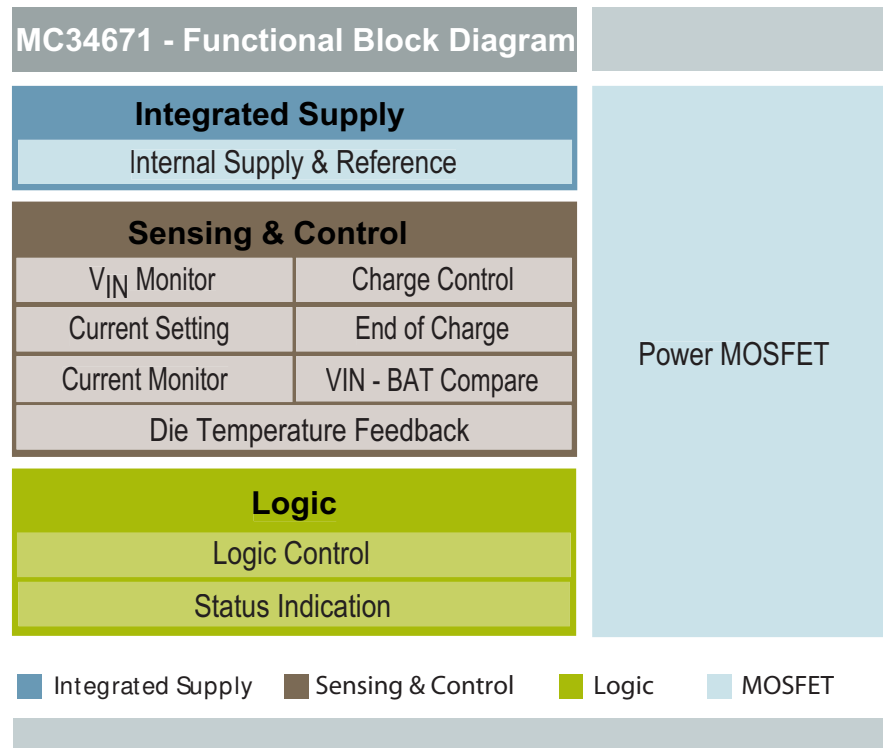 MC34671 - Functional Block Diagram
Integrated Supply
Internal Supply & Reference
Sensing & Control
VIN Monitor
Charge Control
Current Setting
End of Charge
Current Monitor
VIN - BAT Compare
Die Temperature Feedback
Logic
Logic Control
Status Indication
Power MOSFET
Integrated Supply
Sensing & Control
Logic
MOSFET